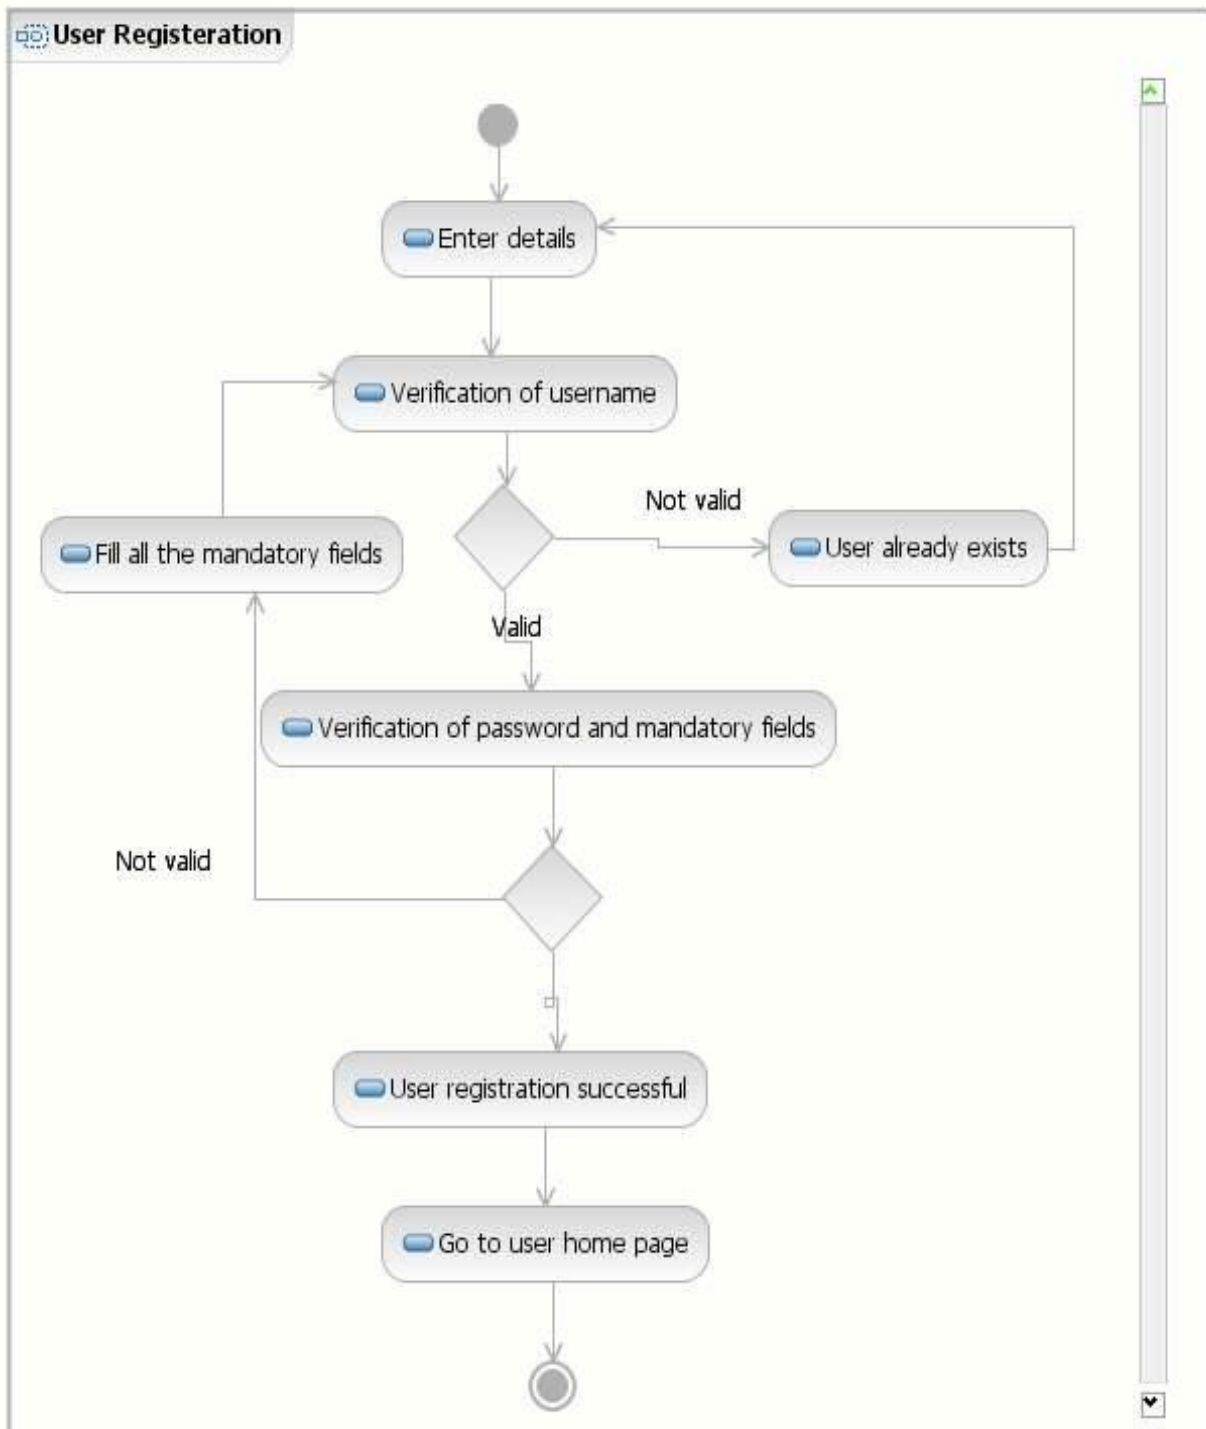 User Registeration
Enter details
Verification of username
Not valid
Fill all the mandatory fields
User already exists
Valid
Verification of password and mandatory fields
Not valid
User registration successful
Go to user home page